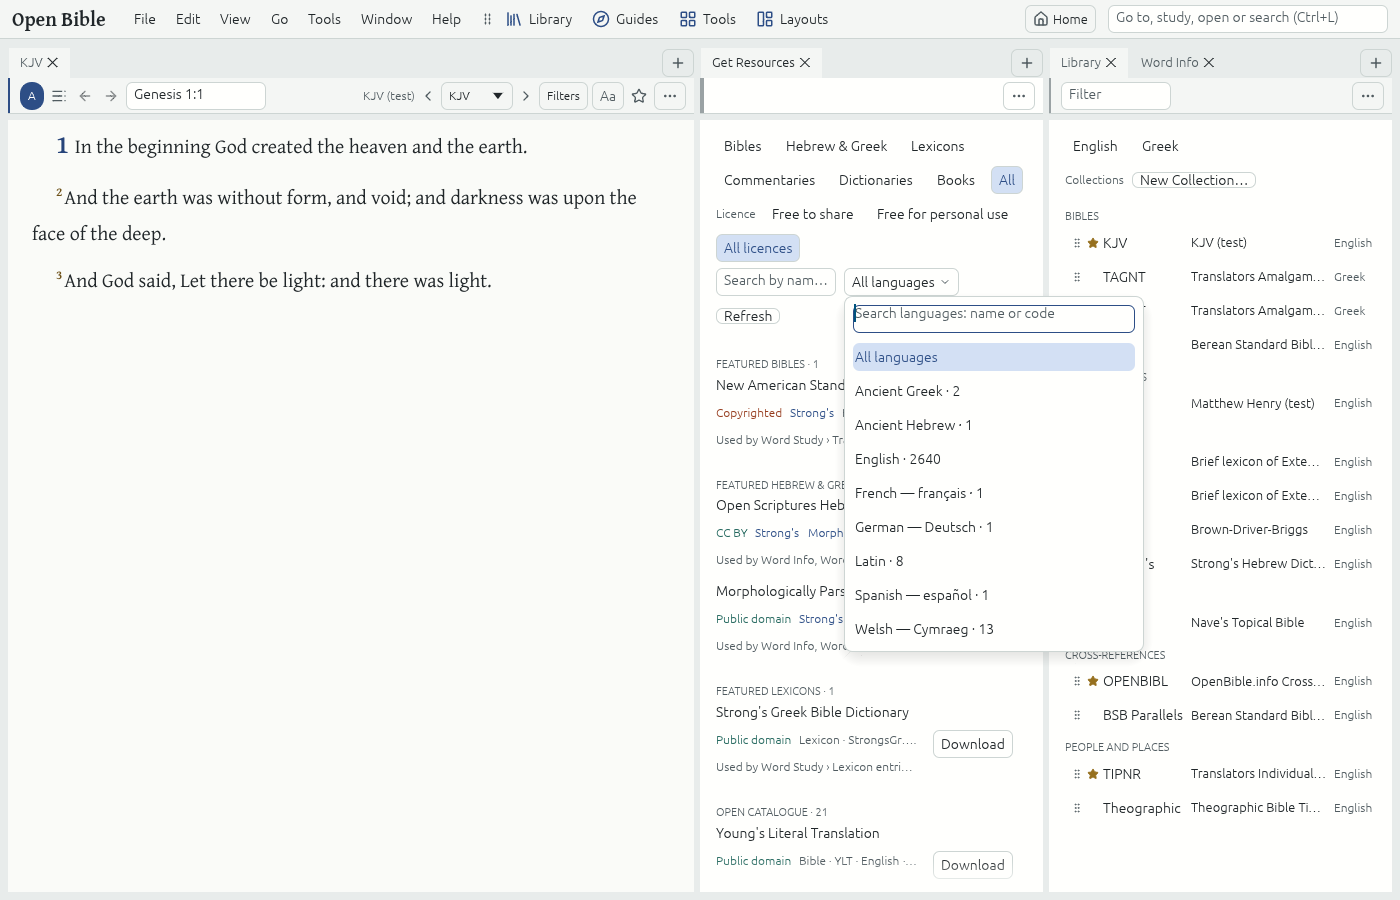 Open Bible File Edit View Go Tools Window Help Library Guides Tools Layouts Home Go to, study, open or search (Ctrl+L)
KJV
A Genesis 1:1 KJV (test) KJV Filters Aa
1 In the beginning God created the heaven and the earth.
2 And the earth was without form, and void; and darkness was upon the
face of the deep.
3 And God said, Let there be light: and there was light.
Get Resources
Bibles Hebrew & Greek Lexicons
Commentaries Dictionaries Books All
Licence Free to share Free for personal use
All licences
Search by nam... All languages
Refresh
Search languages: name or code
All languages
Ancient Greek · 2
Ancient Hebrew · 1
English · 2640
French — français · 1
German — Deutsch · 1
Latin · 8
Spanish — español · 1
Welsh — Cymraeg · 13
FEATURED BIBLES · 1
New American Stand
Copyrighted Strong's
Used by Word Study › Tr
FEATURED HEBREW & GRE
Open Scriptures Heb
CC BY Strong's Morph
Used by Word Info, Wor
Morphologically Pars
Public domain Strong's
Used by Word Info, Wor
FEATURED LEXICONS · 1
Strong's Greek Bible Dictionary
Public domain Lexicon · StrongsGr.... Download
Used by Word Study › Lexicon entri...
OPEN CATALOGUE · 21
Young's Literal Translation
Public domain Bible · YLT · English ·... Download
Library Word Info
Filter
English Greek
Collections New Collection...
BIBLES
KJV KJV (test) English
TAGNT Translators Amalgam... Greek
Translators Amalgam... Greek
Berean Standard Bibl... English
S
Matthew Henry (test) English
Brief lexicon of Exte... English
Brief lexicon of Exte... English
Brown-Driver-Briggs English
's Strong's Hebrew Dict... English
Nave's Topical Bible English
CROSS-REFERENCES
OPENBIBL OpenBible.info Cross... English
BSB Parallels Berean Standard Bibl... English
PEOPLE AND PLACES
TIPNR Translators Individual... English
Theographic Theographic Bible Ti... English